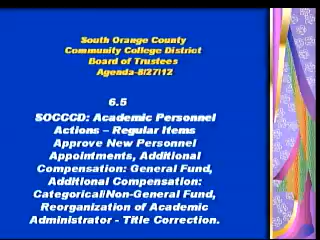 South Orange County
Community College District
Board of Trustees
Agenda-8/27/12
6.5
SOCCCD: Academic Personnel
Actions – Regular Items
Approve New Personnel
Appointments, Additional
Compensation: General Fund,
Additional Compensation:
Categorical/Non-General Fund,
Reorganization of Academic
Administrator - Title Correction.